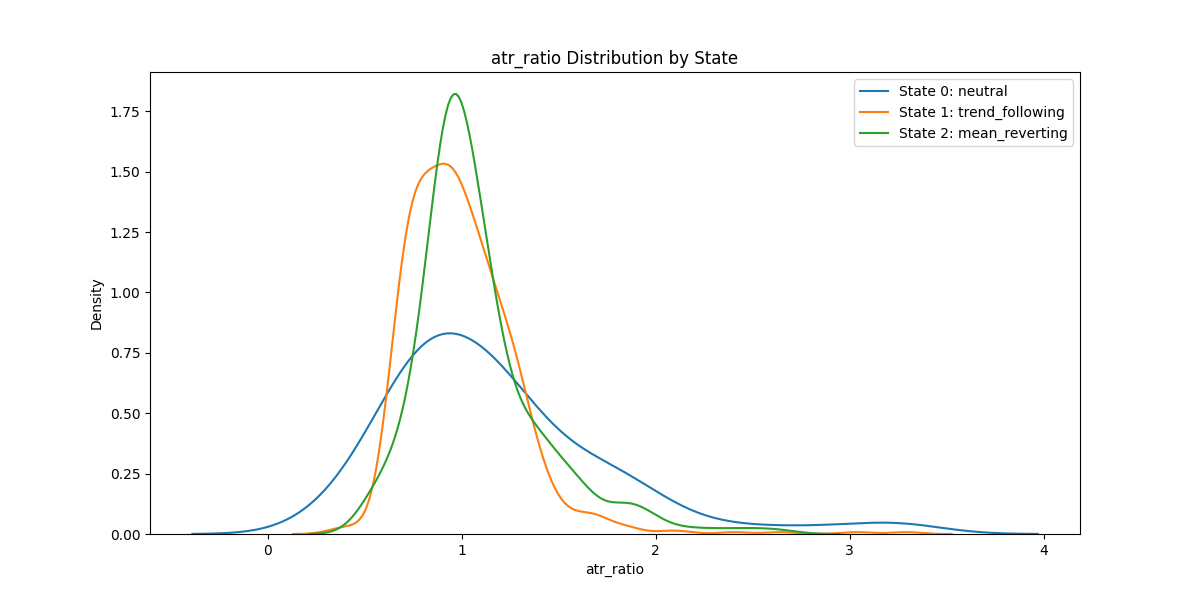 atr_ratio Distribution by State
State 0: neutral
State 1: trend_following
State 2: mean_reverting
Density
1.75
1.50
1.25
1.00
0.75
0.50
0.25
0.00
0 1 2 3 4
atr_ratio